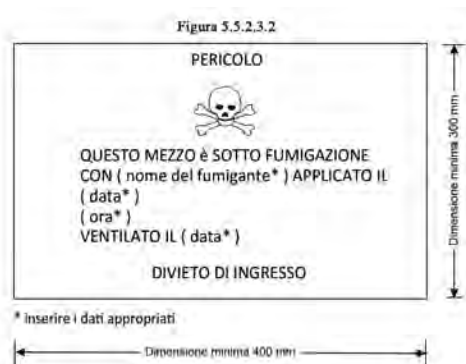 Figura 5.5.2.3.2
PERICOLO
QUESTO MEZZO è SOTTO FUMIGAZIONE
CON ( nome del fumigante* ) APPLICATO IL
( data* )
( ora* )
VENTILATO IL ( data* )
DIVIETO DI INGRESSO
Dimensione minima 300 mm
* Inserire i dati appropriati
Dimensione minima 400 mm